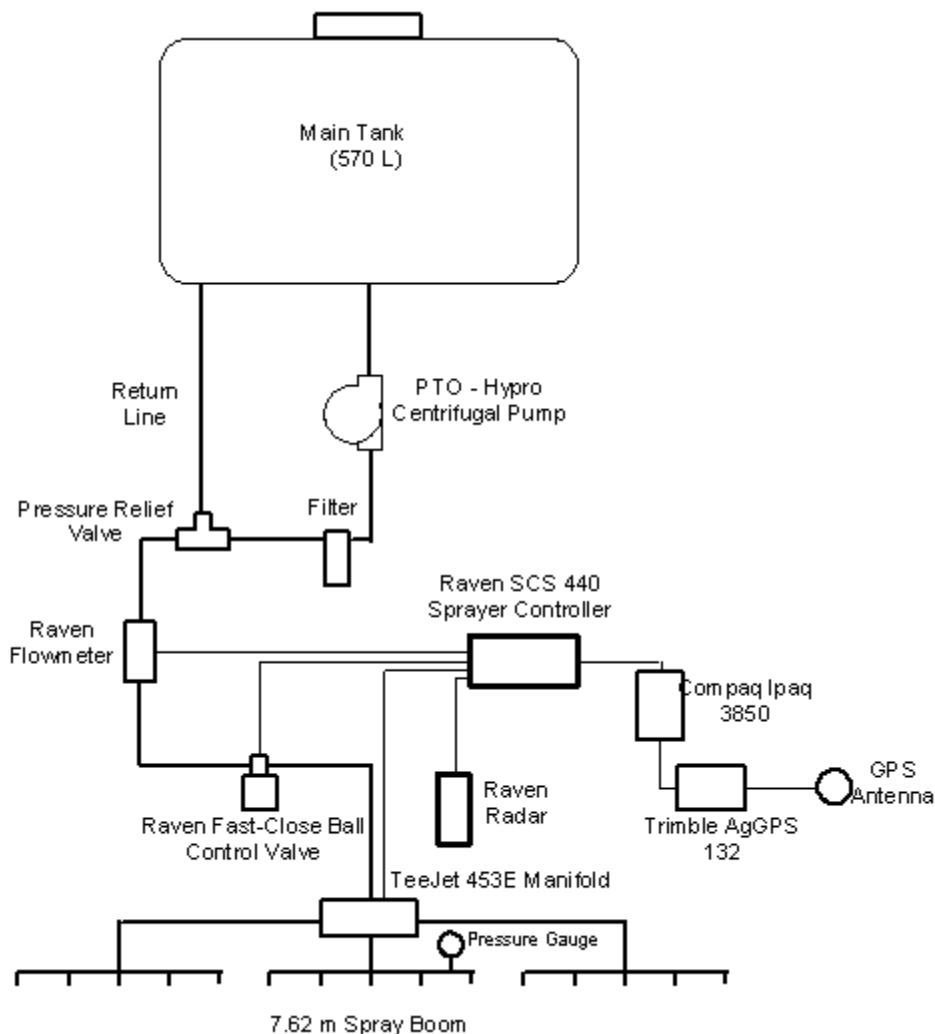 Main Tank
(570 L)
Return
Line
PTO - Hypro
Centrifugal Pump
Pressure Relief
Valve
Filter
Raven SCS 440
Sprayer Controller
Raven
Flowmeter
Compaq Ipaq
3850
GPS
Antenna
Raven
Radar
Trimble AgGPS
132
Raven Fast-Close Ball
Control Valve
TeeJet 453E Manifold
Pressure Gauge
7.62 m Spray Boom